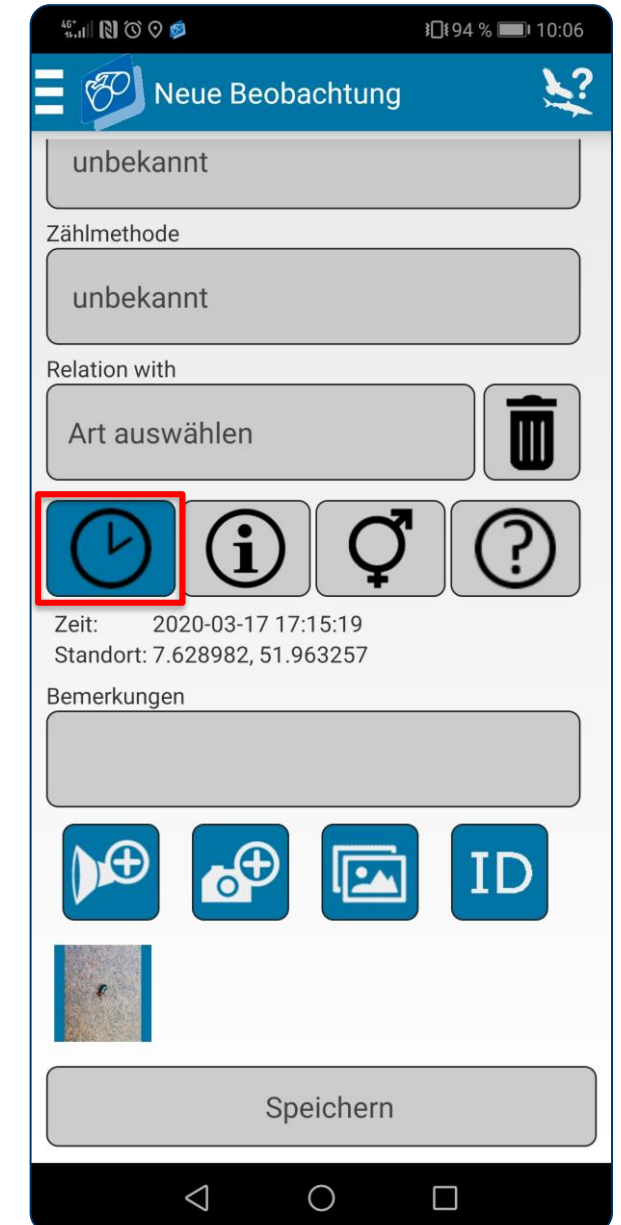 4G+ 94 % 10:06
Neue Beobachtung
unbekannt
Zählmethode
unbekannt
Relation with
Art auswählen
Zeit: 2020-03-17 17:15:19
Standort: 7.628982, 51.963257
Bemerkungen
ID
Speichern